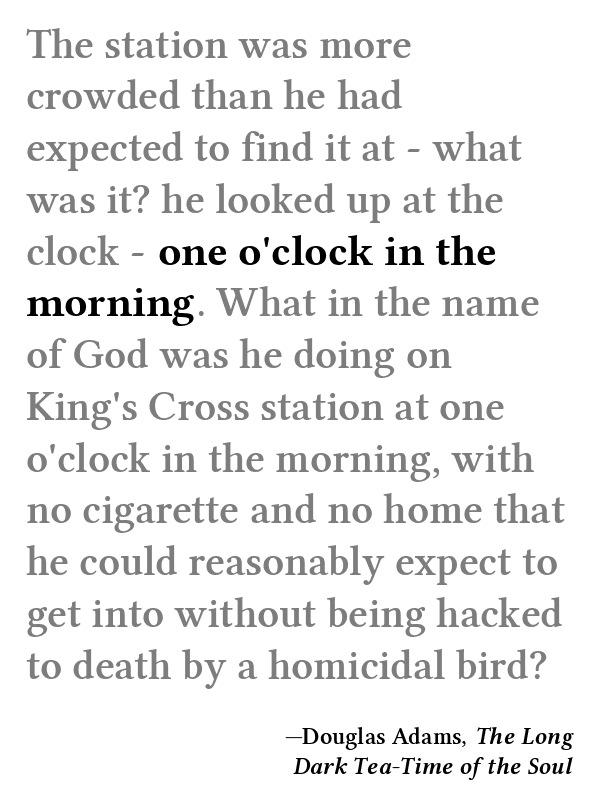 The station was more
crowded than he had
expected to find it at - what
was it? he looked up at the
clock - one o'clock in the
morning. What in the name
of God was he doing on
King's Cross station at one
o'clock in the morning, with
no cigarette and no home that
he could reasonably expect to
get into without being hacked
to death by a homicidal bird?
—Douglas Adams, The Long
Dark Tea-Time of the Soul